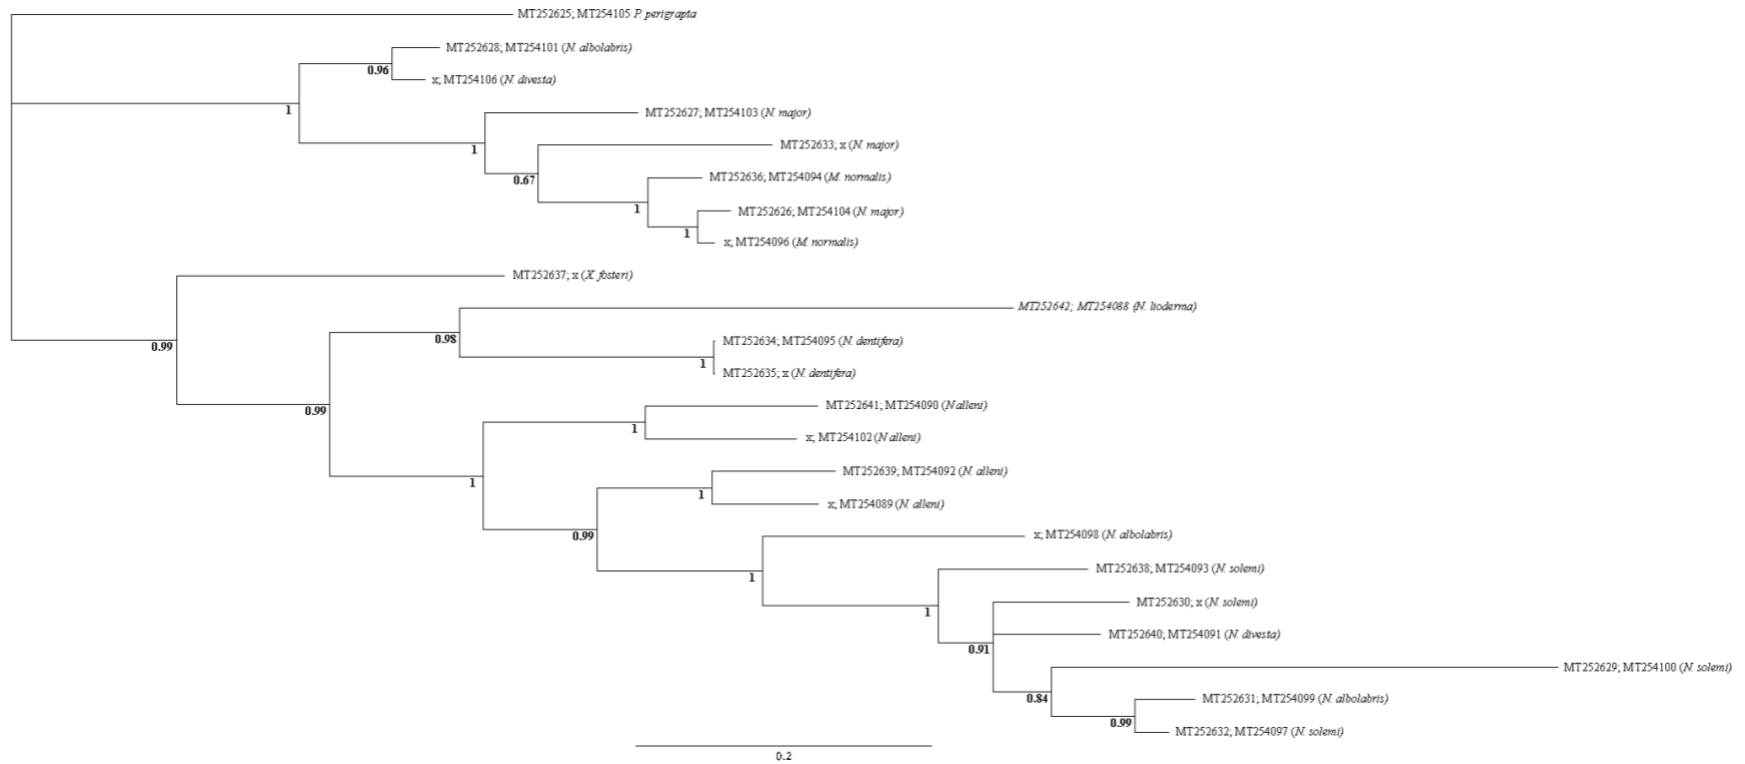 MT252625; MT254105 P. perigrapta
MT252628; MT254101 (N. albolabris)
0.96
x; MT254106 (N. divesta)
1
MT252627; MT254103 (N. major)
1
MT252633; x (N. major)
0.67
MT252636; MT254094 (M. normalis)
1
MT252626; MT254104 (N. major)
1
x; MT254096 (M. normalis)
MT252637; x (X. fosteri)
MT252642; MT254088 (N. lioderma)
0.99
0.98
MT252634; MT254095 (N. dentifera)
1
MT252635; x (N. dentifera)
0.99
MT252641; MT254090 (N alleni)
1
x; MT254102 (N alleni)
1
MT252639; MT254092 (N. alleni)
1
x; MT254089 (N. alleni)
0.99
x; MT254098 (N. albolabris)
1
MT252638; MT254093 (N. solemi)
1
MT252630; x (N. solemi)
MT252640; MT254091 (N. divesta)
0.91
MT252629; MT254100 (N. solemi)
0.84
MT252631; MT254099 (N. albolabris)
0.99
MT252632; MT254097 (N. solemi)
0.2